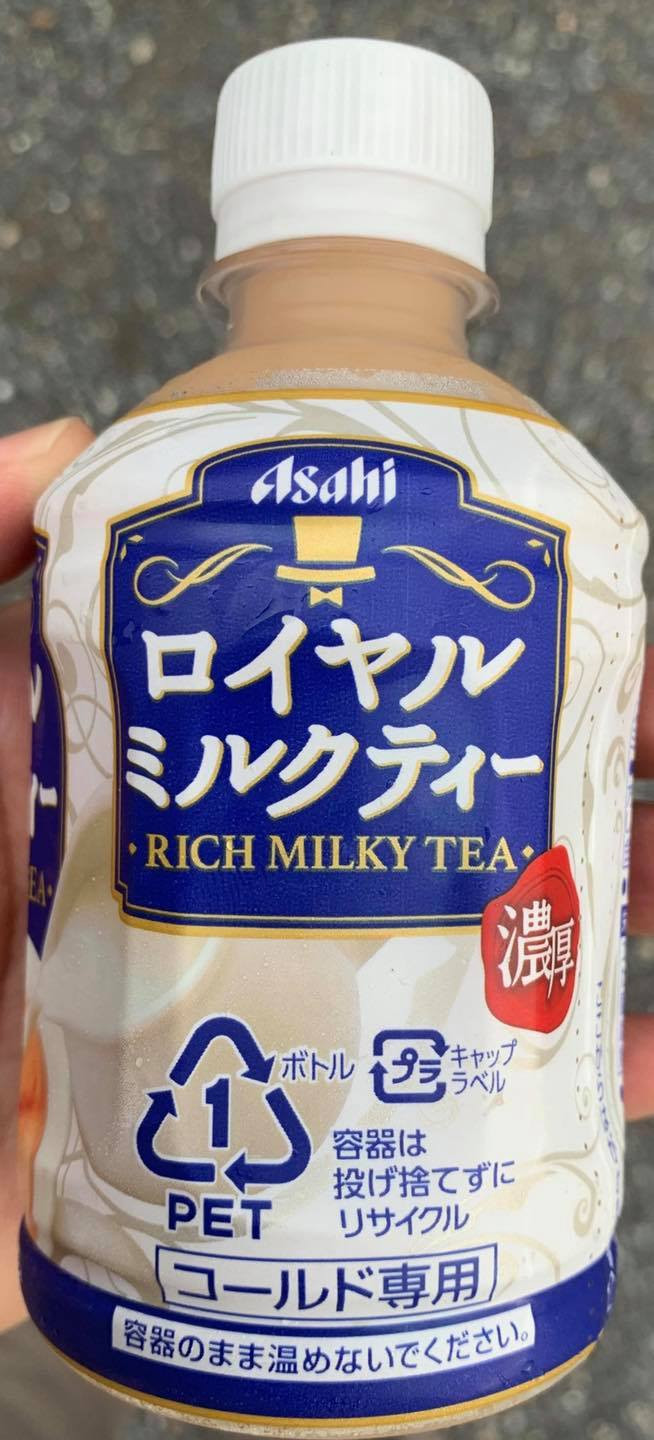 Asahi
ロイヤル
ミルクティー
RICH MILKY TEA
濃厚
1
PET
ボトル
プラ
キャップ
ラベル
容器は
投げ捨てずに
リサイクル
コールド専用
容器のまま温めないでください。
ル
ー
EA